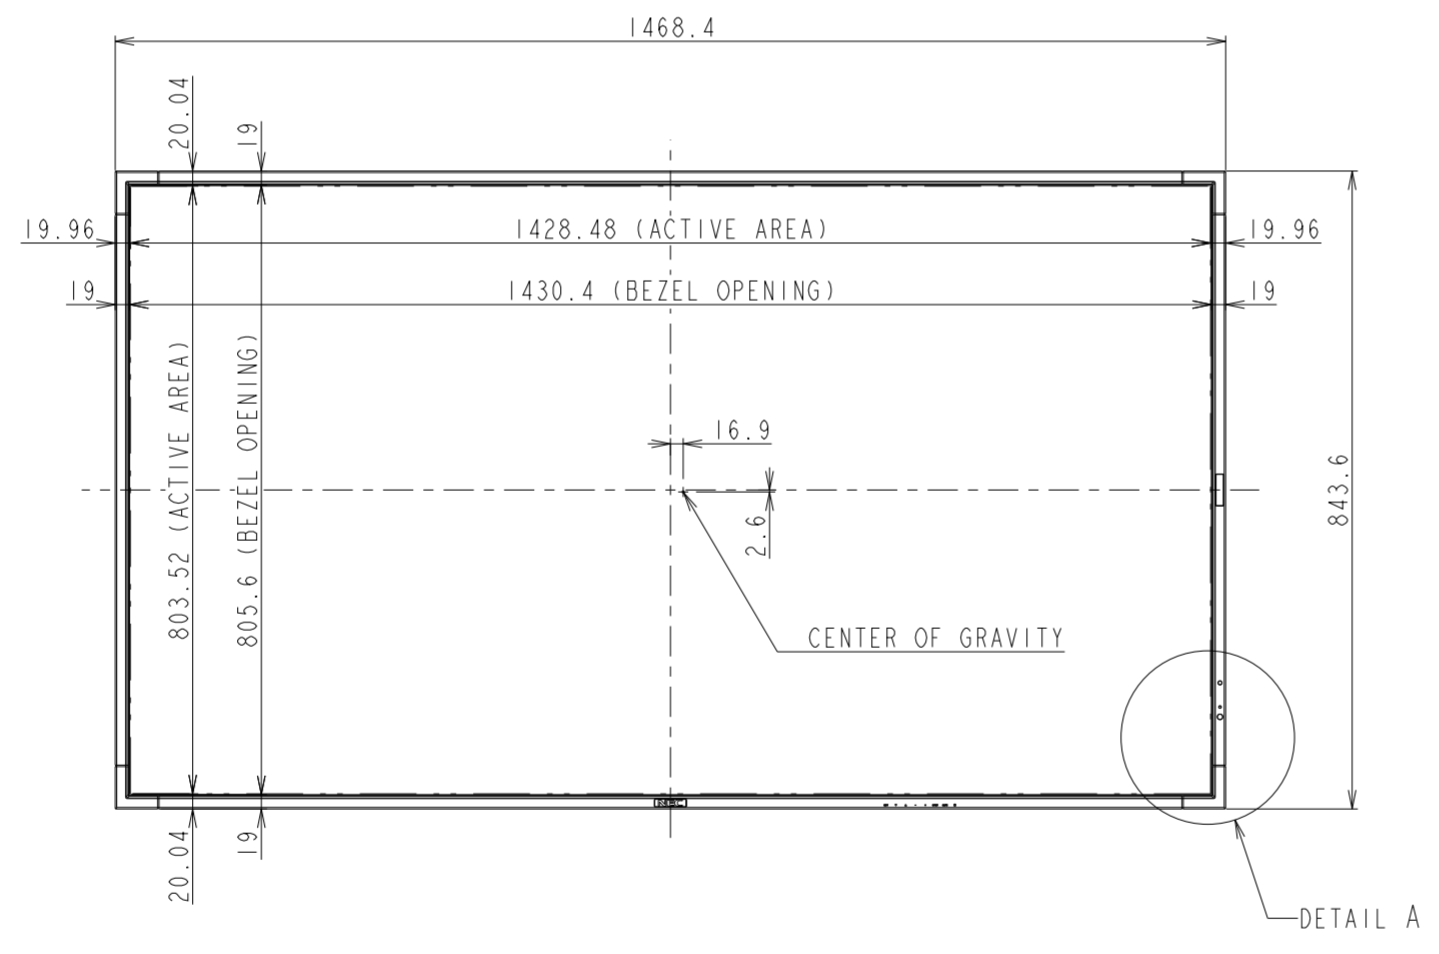 1468.4
20.04
19
19.96
1428.48 (ACTIVE AREA)
19.96
19
1430.4 (BEZEL OPENING)
19
803.52 (ACTIVE AREA)
805.6 (BEZEL OPENING)
16.9
2.6
843.6
CENTER OF GRAVITY
NEC
20.04
19
DETAIL A